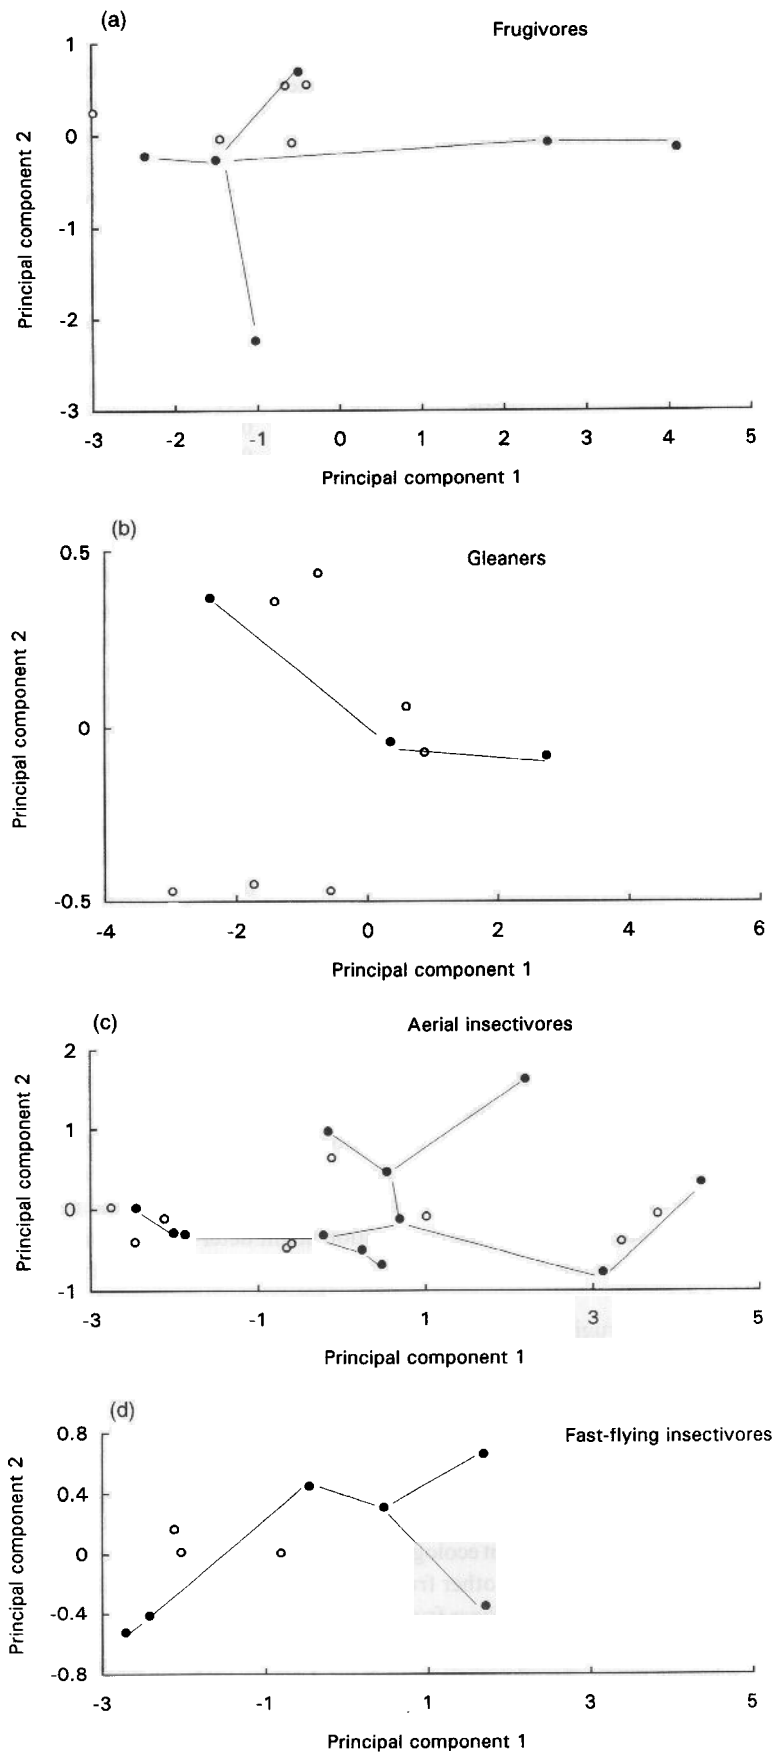 (a)
Frugivores
Principal component 2
1
0
-1
-2
-3
-3 -2 -1 0 1 2 3 4 5
Principal component 1
(b)
Gleaners
Principal component 2
0.5
0
-0.5
-4 -2 0 2 4 6
Principal component 1
(c)
Aerial insectivores
Principal component 2
2
1
0
-1
-3 -1 1 3 5
Principal component 1
(d)
Fast-flying insectivores
Principal component 2
0.8
0.4
0
-0.4
-0.8
-3 -1 1 3 5
Principal component 1